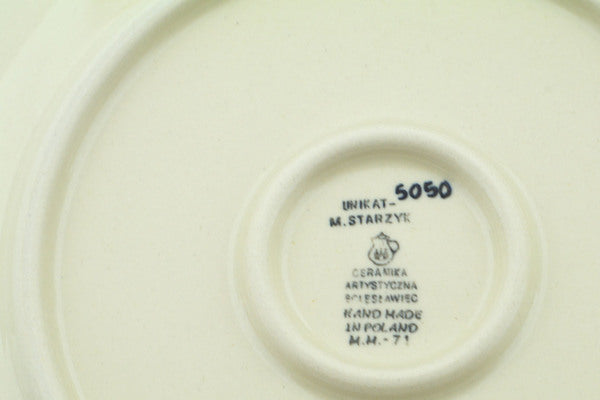 UNIKAT-5050
M. STARZYK
CERAMIKA
ARTYSTYCZNA
BOLESŁAWIEC
HAND MADE
IN POLAND
M.M.-71